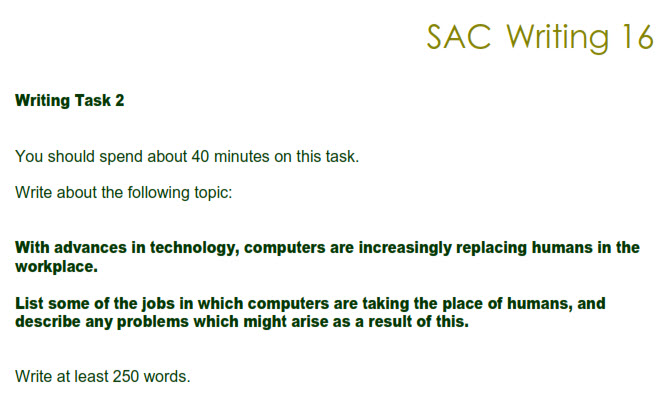 SAC Writing 16
Writing Task 2
You should spend about 40 minutes on this task.
Write about the following topic:
With advances in technology, computers are increasingly replacing humans in the
workplace.
List some of the jobs in which computers are taking the place of humans, and
describe any problems which might arise as a result of this.
Write at least 250 words.